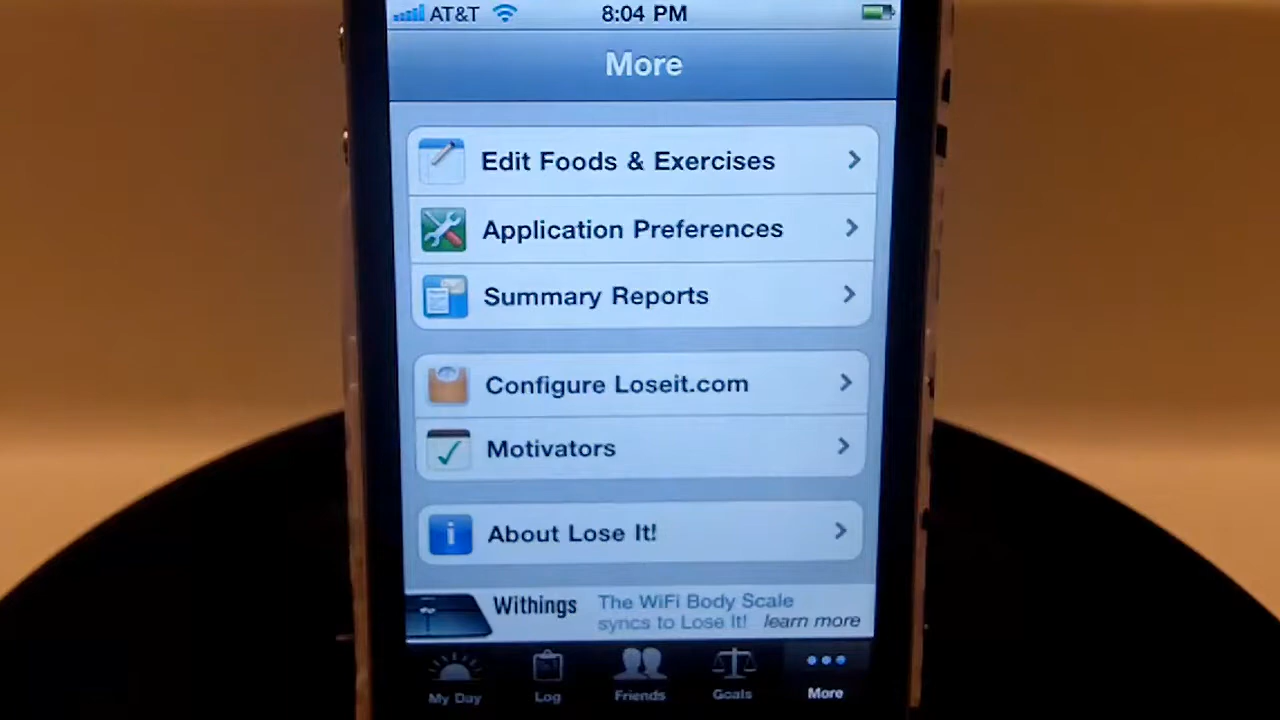 AT&T 8:04 PM
More
Edit Foods & Exercises
Application Preferences
Summary Reports
Configure Loseit.com
Motivators
About Lose It!
Withings The WiFi Body Scale
syncs to Lose It! learn more
My Day Log Friends Goals More